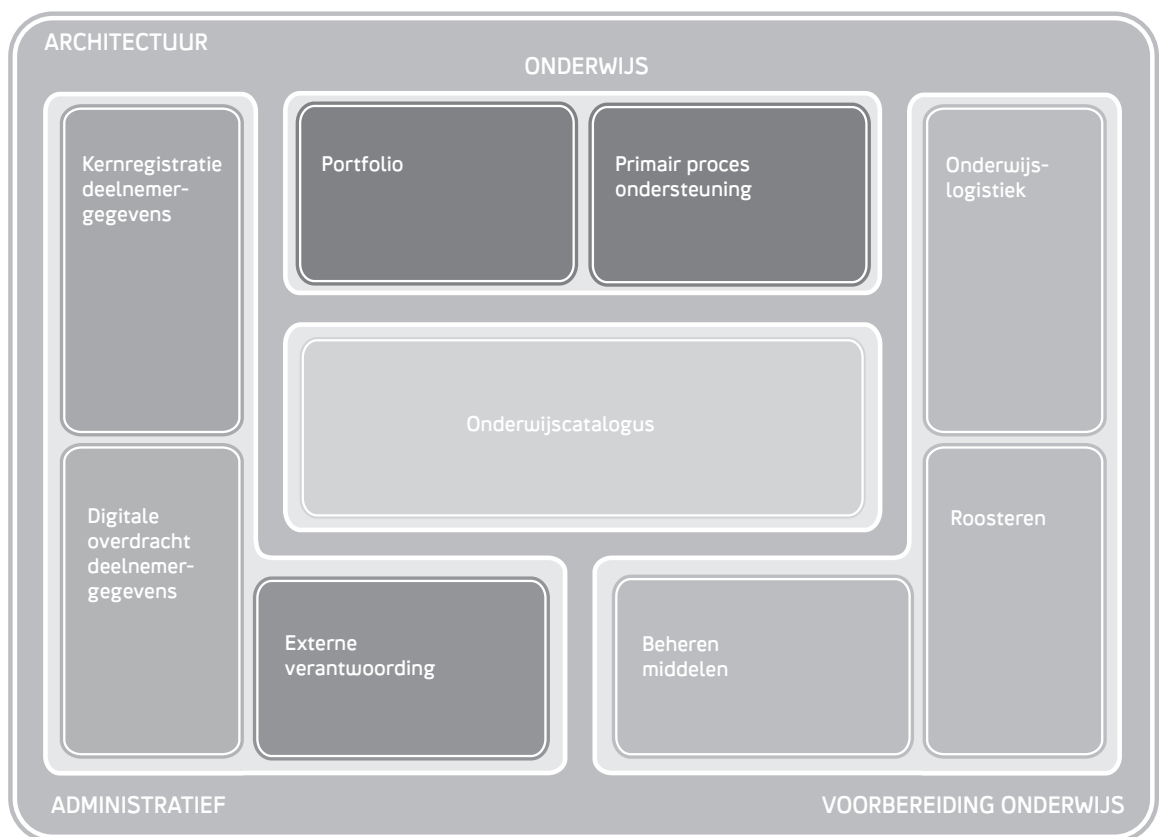 ARCHITECTUUR
ONDERWIJS
Kernregistratie
deelnemer-
gegevens
Portfolio
Primair proces
ondersteuning
Onderwijs-
logistiek
Onderwijscatalogus
Digitale
overdracht
deelnemer-
gegevens
Roosteren
Externe
verantwoording
Beheren
middelen
ADMINISTRATIEF
VOORBEREIDING ONDERWIJS